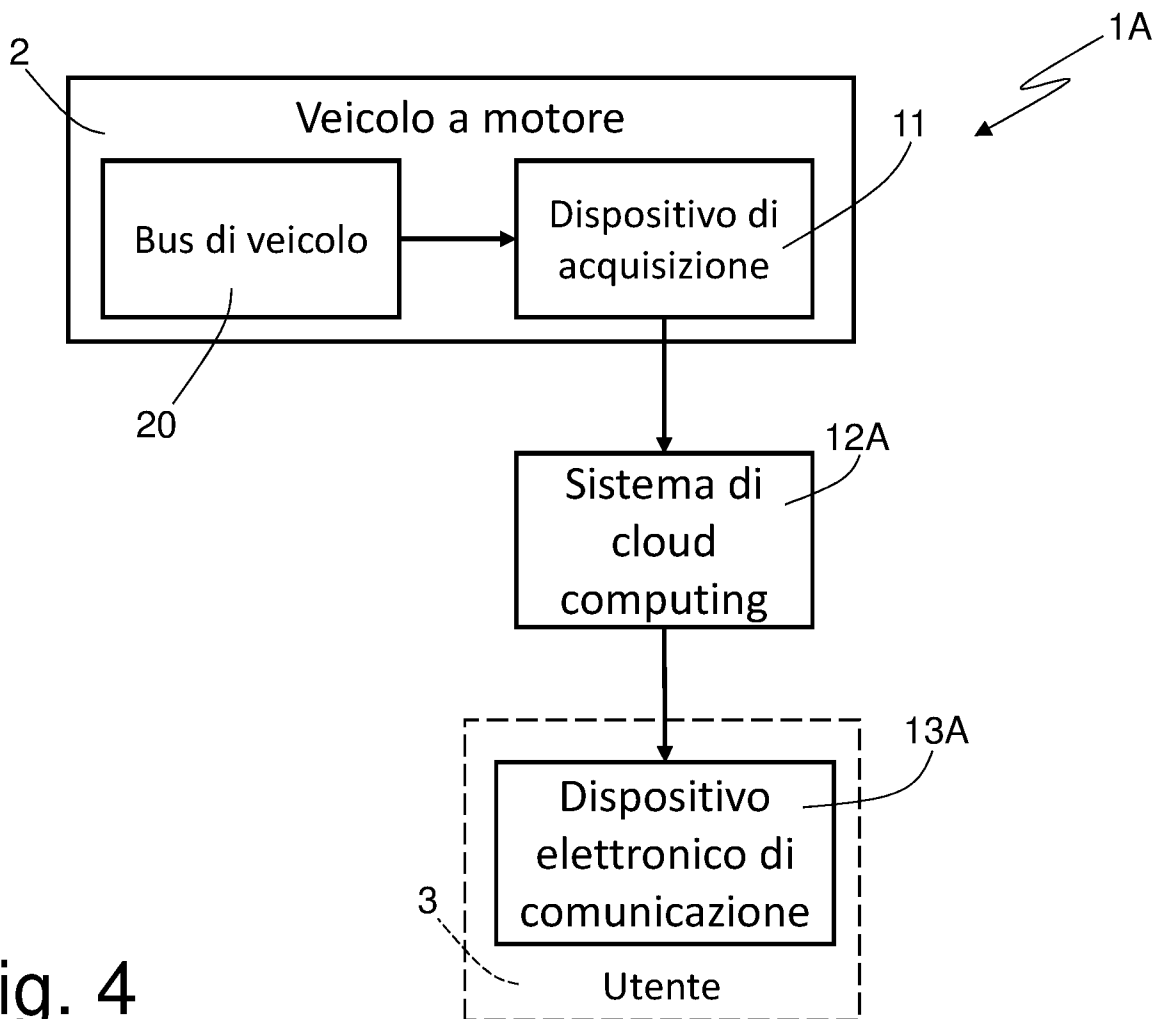 1A
2
Veicolo a motore
11
Bus di veicolo
Dispositivo di
acquisizione
20
12A
Sistema di
cloud
computing
13A
Dispositivo
elettronico di
comunicazione
3
Utente
ig. 4